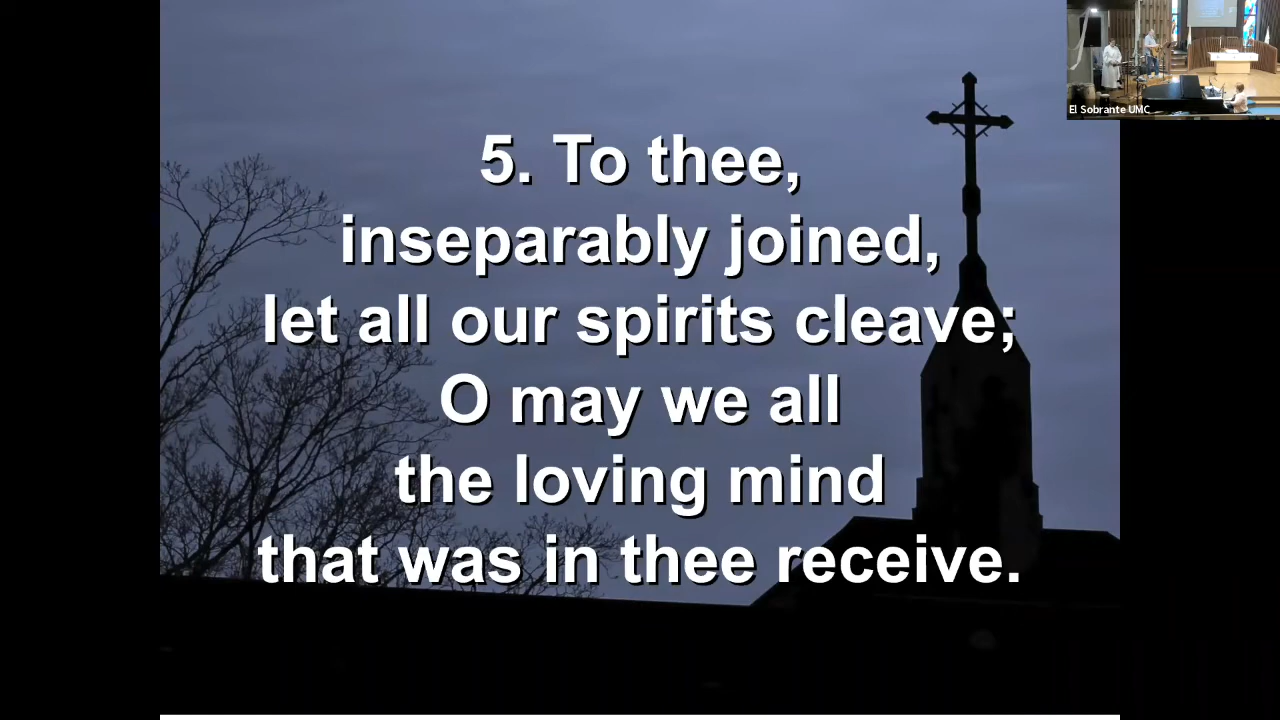 El Sobrante UMC
5. To thee,
inseparably joined,
let all our spirits cleave;
O may we all
the loving mind
that was in thee receive.